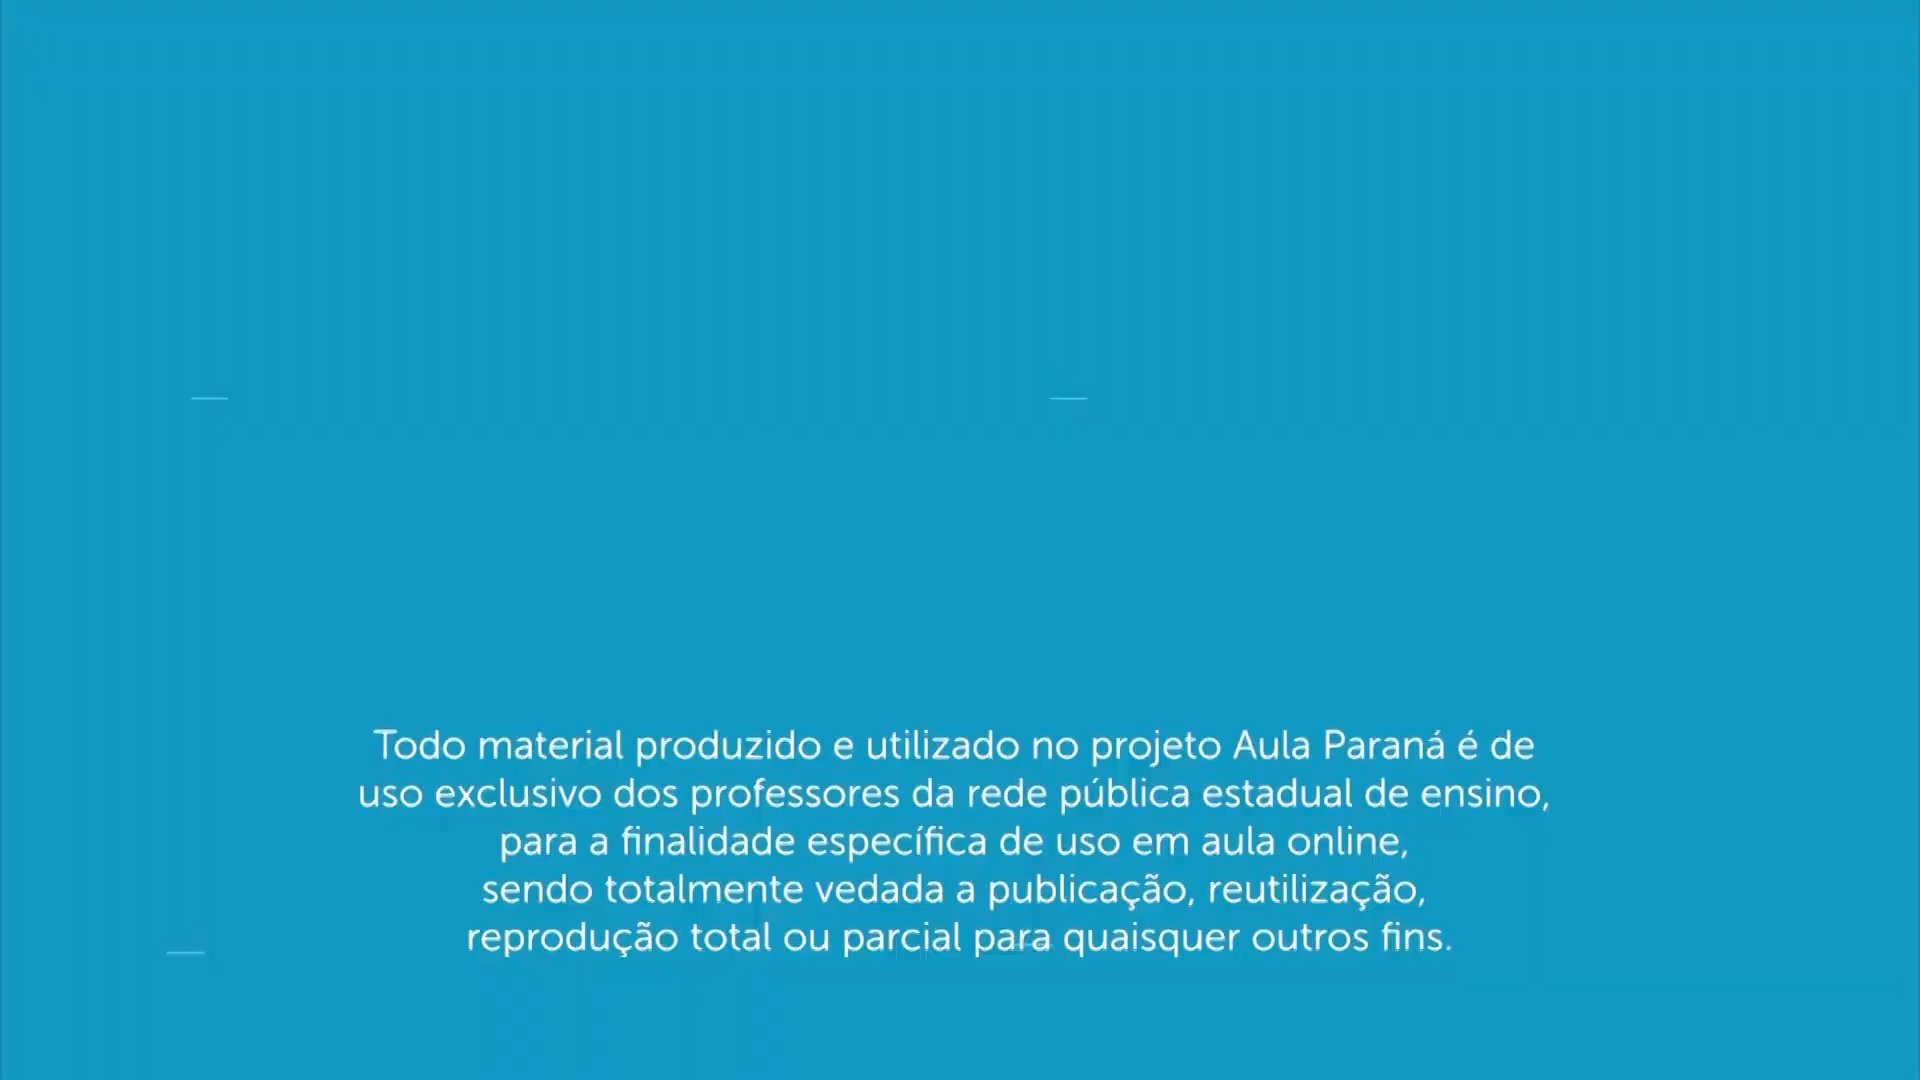 Todo material produzido e utilizado no projeto Aula Paraná é de
uso exclusivo dos professores da rede pública estadual de ensino,
para a finalidade específica de uso em aula online,
sendo totalmente vedada a publicação, reutilização,
reprodução total ou parcial para quaisquer outros fins.